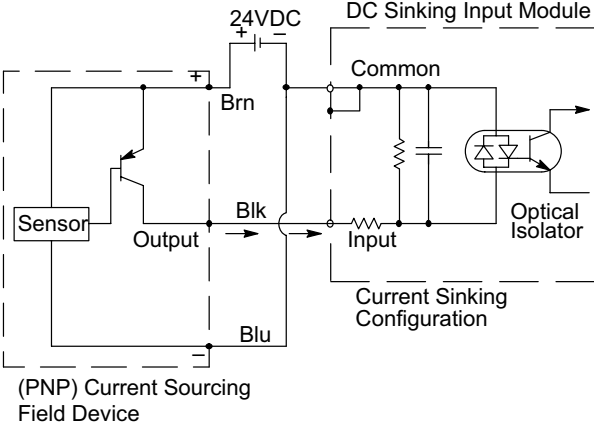 DC Sinking Input Module
24VDC
+ −
Common
+
Brn
Sensor
Output
Blk
Input
Optical
Isolator
Current Sinking
Configuration
Blu
−
(PNP) Current Sourcing
Field Device